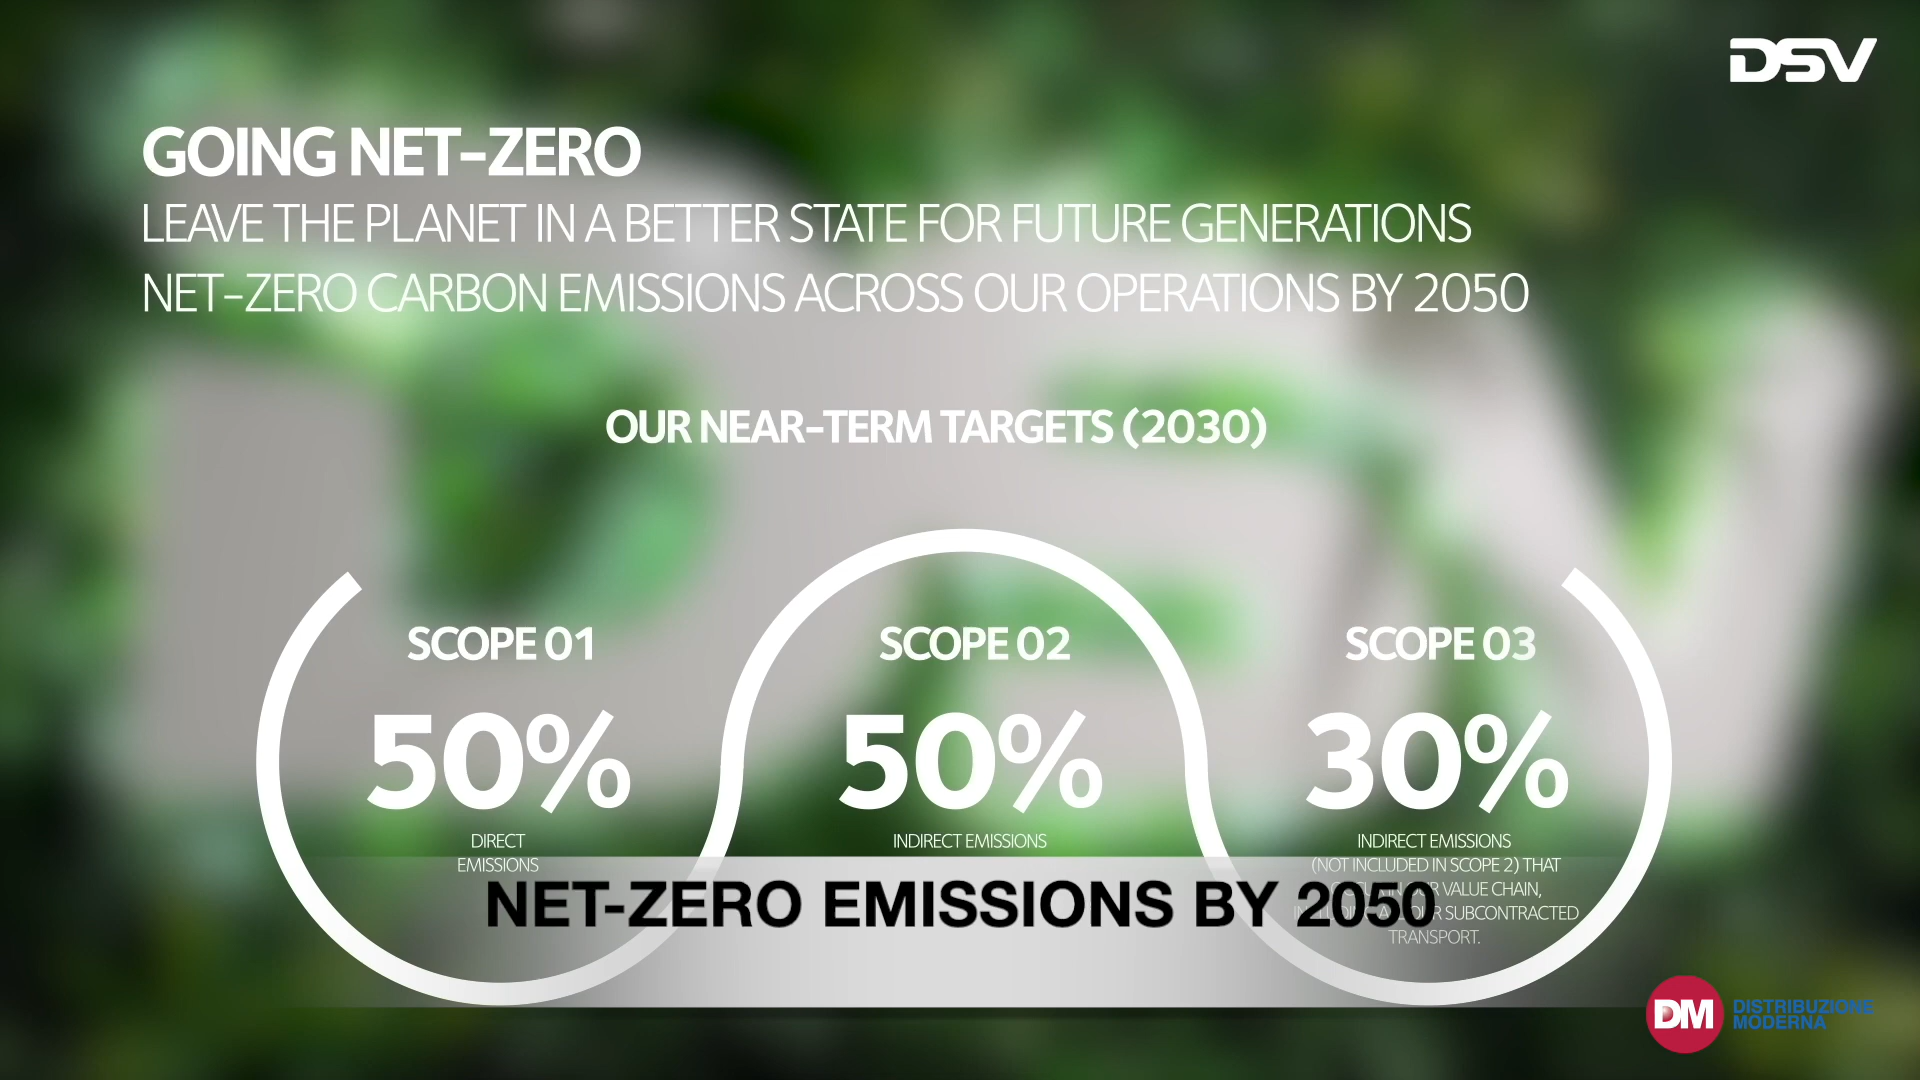 DSV
GOING NET-ZERO
LEAVE THE PLANET IN A BETTER STATE FOR FUTURE GENERATIONS
NET-ZERO CARBON EMISSIONS ACROSS OUR OPERATIONS BY 2050
OUR NEAR-TERM TARGETS (2030)
SCOPE 01
50%
DIRECT
EMISSIONS
SCOPE 02
50%
INDIRECT EMISSIONS
SCOPE 03
30%
INDIRECT EMISSIONS
(NOT INCLUDED IN SCOPE 2) THAT
VALUE CHAIN,
SUBCONTRACTED
TRANSPORT.
NET-ZERO EMISSIONS BY 2050
DM
DISTRIBUZIONE
MODERNA